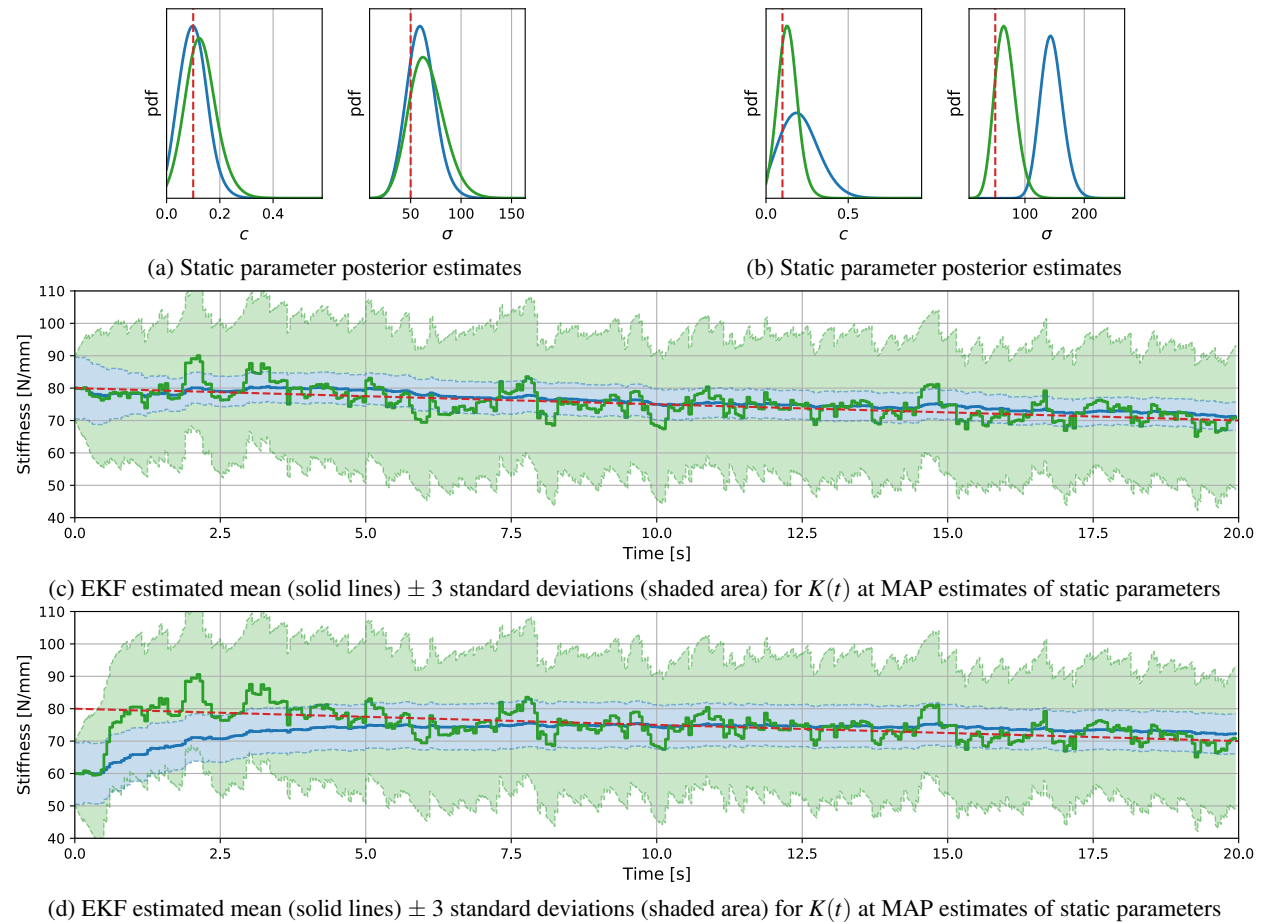 pdf
pdf
pdf
pdf
0.0 0.2 0.4
50 100 150
0.0 0.5
100 200
c
σ
c
σ
(a) Static parameter posterior estimates
(b) Static parameter posterior estimates
110
100
90
80
70
60
50
40
Stiffness [N/mm]
0.0 2.5 5.0 7.5 10.0 12.5 15.0 17.5 20.0
Time [s]
(c) EKF estimated mean (solid lines) ± 3 standard deviations (shaded area) for K(t) at MAP estimates of static parameters
110
100
90
80
70
60
50
40
Stiffness [N/mm]
0.0 2.5 5.0 7.5 10.0 12.5 15.0 17.5 20.0
Time [s]
(d) EKF estimated mean (solid lines) ± 3 standard deviations (shaded area) for K(t) at MAP estimates of static parameters